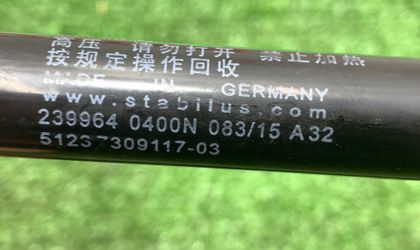 高压 请勿打开 禁止加热
按规定操作回收
MADE IN GERMANY
www.stabilus.com
239964 0400N 083/15 A32
51237309117-03